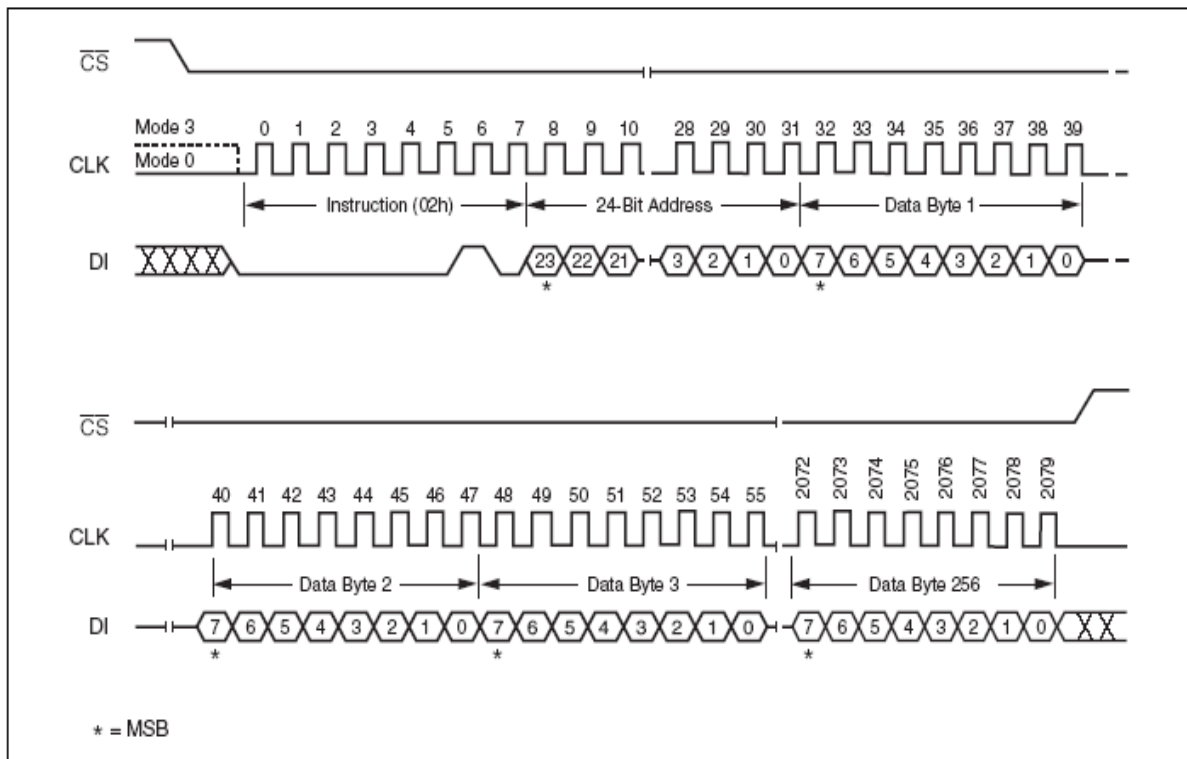 CS
Mode 3
0 1 2 3 4 5 6 7 8 9 10 28 29 30 31 32 33 34 35 36 37 38 39
Mode 0
CLK
Instruction (02h) 24-Bit Address Data Byte 1
DI X X X X 23 22 21 3 2 1 0 7 6 5 4 3 2 1 0
* *
CS
40 41 42 43 44 45 46 47 48 49 50 51 52 53 54 55 2072 2073 2074 2075 2076 2077 2078 2079
CLK
Data Byte 2 Data Byte 3 Data Byte 256
DI 7 6 5 4 3 2 1 0 7 6 5 4 3 2 1 0 7 6 5 4 3 2 1 0 X X
* * *
* = MSB